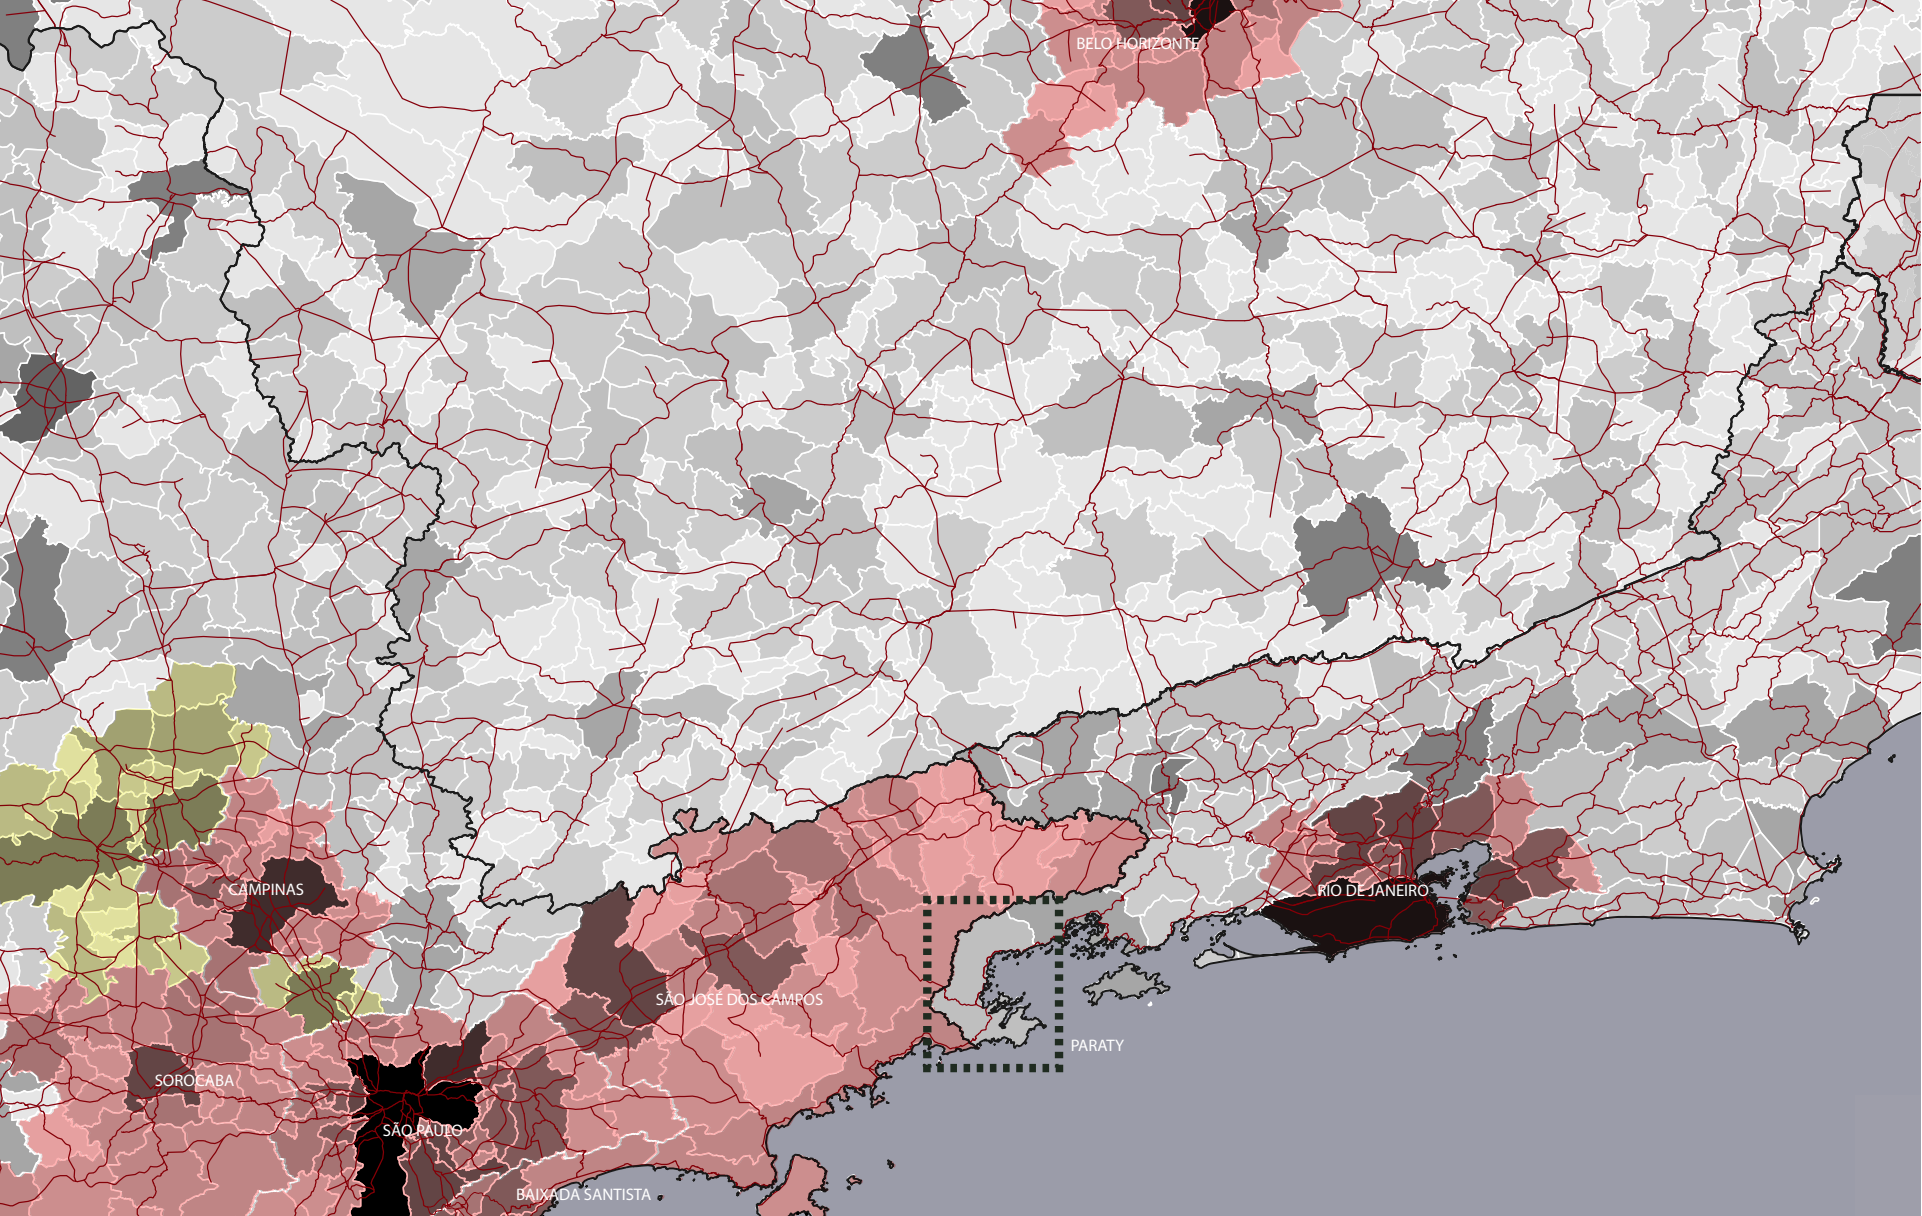 BELO HORIZONTE
CAMPINAS
RIO DE JANEIRO
SÃO JOSÉ DOS CAMPOS
PARATY
SOROCABA
SÃO PAULO
BAIXADA SANTISTA